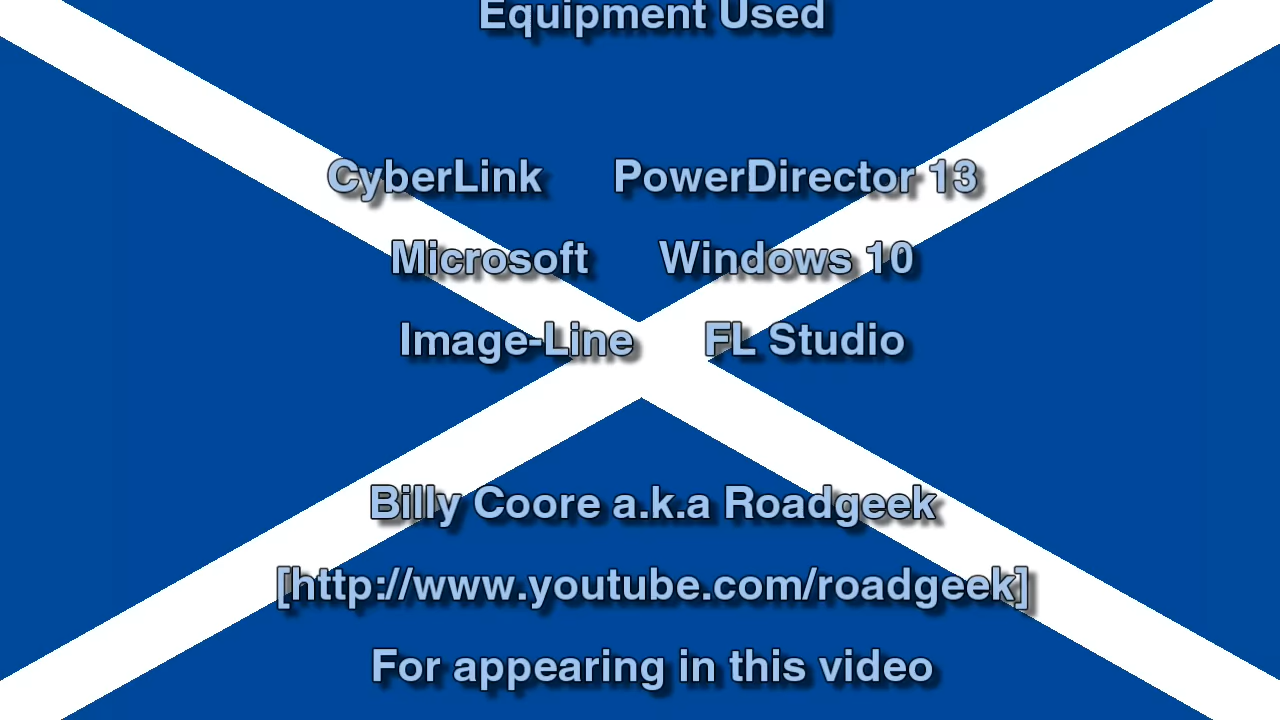 Equipment Used
CyberLink PowerDirector 13
Microsoft Windows 10
Image-Line FL Studio
Billy Coore a.k.a Roadgeek
[http://www.youtube.com/roadgeek]
For appearing in this video